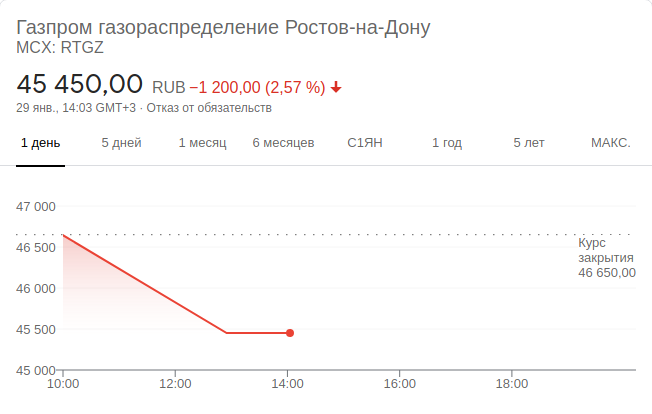 Газпром газораспределение Ростов-на-Дону
MCX: RTGZ
45 450,00 RUB −1 200,00 (2,57 %)
29 янв., 14:03 GMT+3 · Отказ от обязательств
1 день 5 дней 1 месяц 6 месяцев С1ЯН 1 год 5 лет МАКС.
47 000
Курс
46 500
закрытия
46 650,00
46 000
45 500
45 000
10:00 12:00 14:00 16:00 18:00